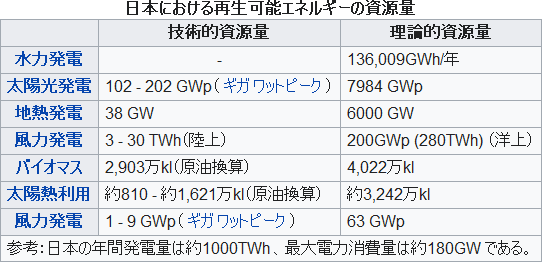 日本における再生可能エネルギーの資源量
技術的資源量 理論的資源量
水力発電 - 136,009GWh/年
太陽光発電 102 - 202 GWp(ギガワットピーク) 7984 GWp
地熱発電 38 GW 6000 GW
風力発電 3 - 30 TWh(陸上) 200GWp (280TWh) (洋上)
バイオマス 2,903万kl(原油換算) 4,022万kl
太陽熱利用 約810 - 約1,621万kl(原油換算) 約3,242万kl
風力発電 1 - 9 GWp(ギガワットピーク) 63 GWp
参考:日本の年間発電量は約1000TWh、最大電力消費量は約180GWである。